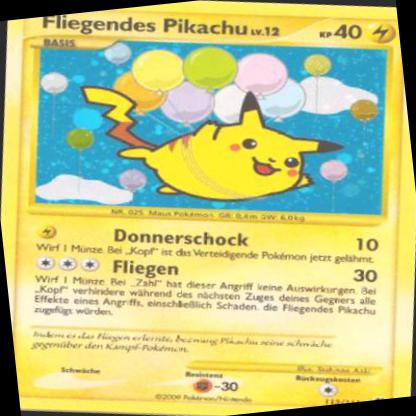 Fliegendes Pikachu LV.12 KP 40
BASIS
NR. 025 Maus Pokémon GR: 0,4m GW: 6,0kg
Donnerschock 10
Wirf 1 Münze. Bei „Kopf" ist das Verteidigende Pokémon jetzt gelähmt.
Fliegen 30
Wirf 1 Münze. Bei „Zahl" hat dieser Angriff keine Auswirkungen. Bei
„Kopf" verhindere während des nächsten Zuges deines Gegners alle
Effekte eines Angriffs, einschließlich Schaden, die Fliegendes Pikachu
zugefügt würden.
Indem es das Fliegen erlernte, bezwang Pikachu seine schwäche
gegenüber den Kampf-Pokémon.
Schwäche
Resistenz
-30
Rückzugskosten
©2009 Pokémon/Nintendo